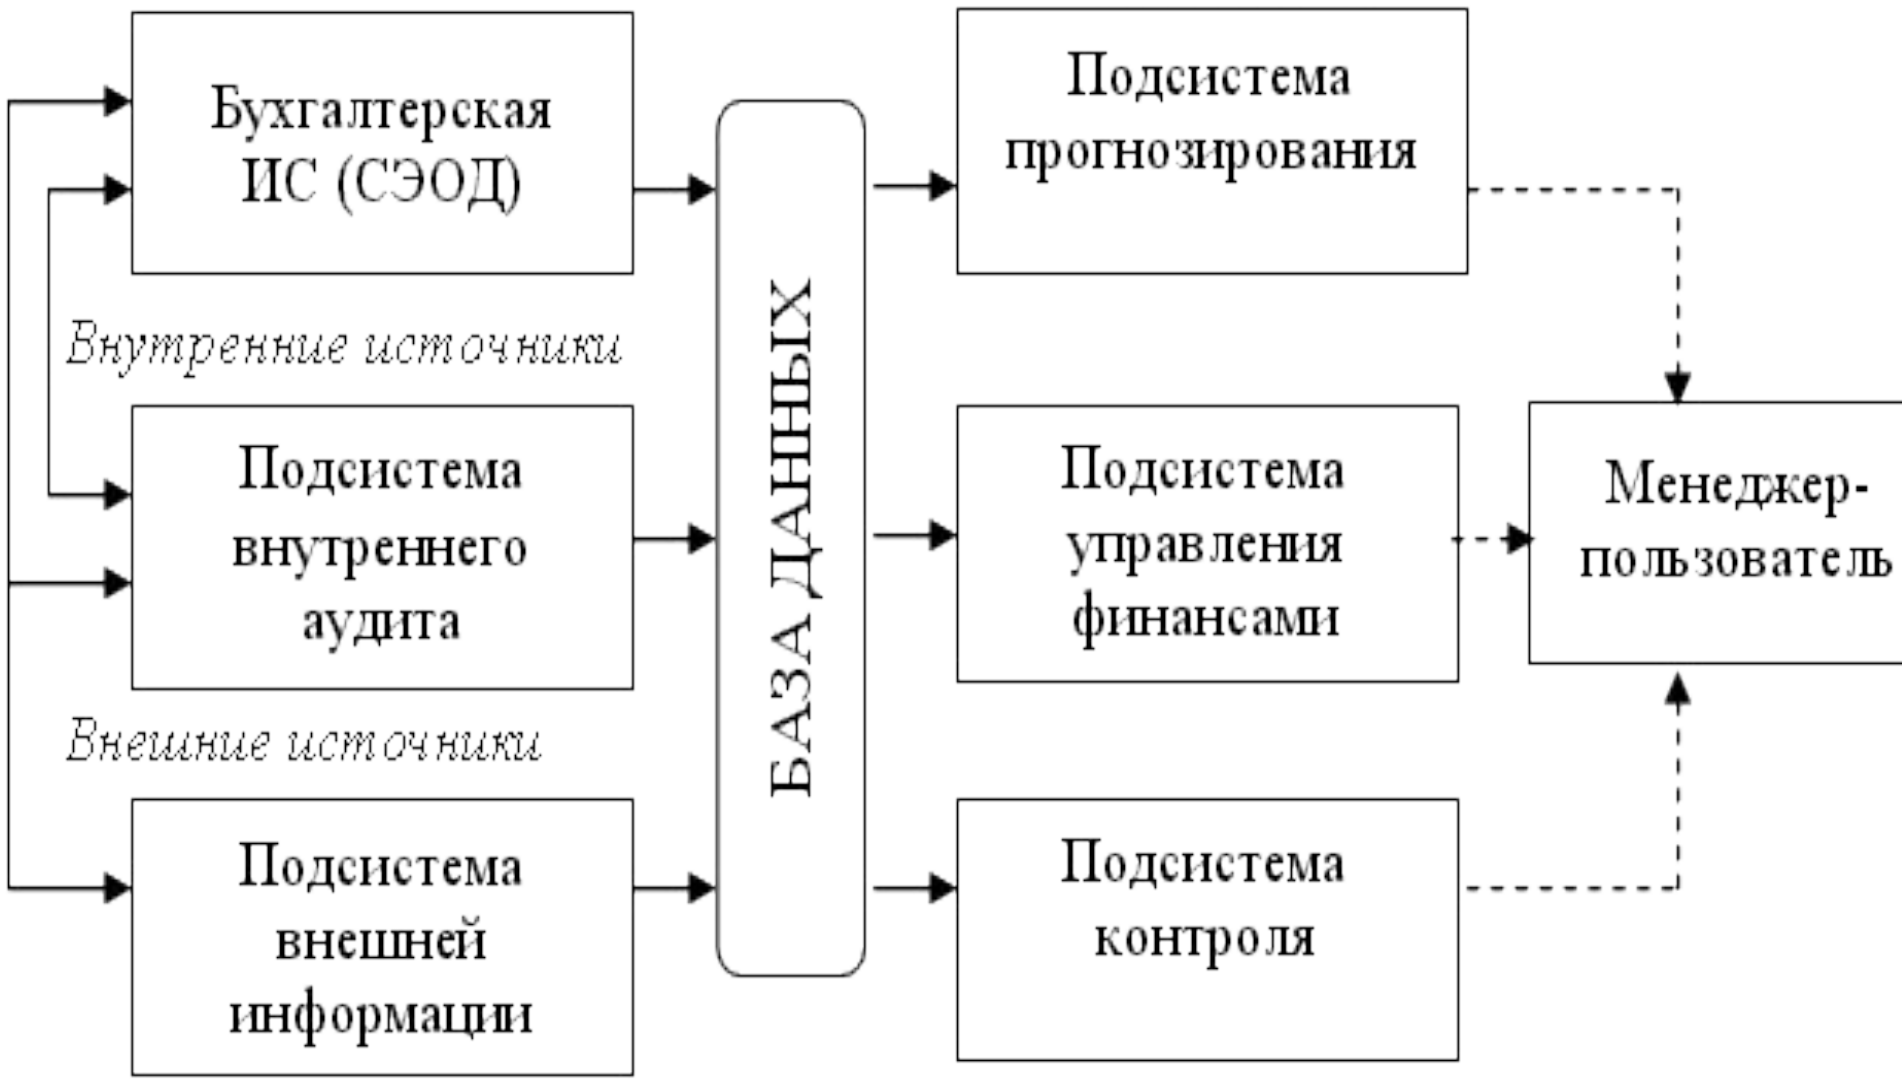 Бухгалтерская
ИС (СЭОД)
Внутренние источники
Подсистема
внутреннего
аудита
Внешние источники
Подсистема
внешней
информации
БАЗА ДАННЫХ
Подсистема
прогнозирования
Подсистема
управления
финансами
Подсистема
контроля
Менеджер-
пользователь